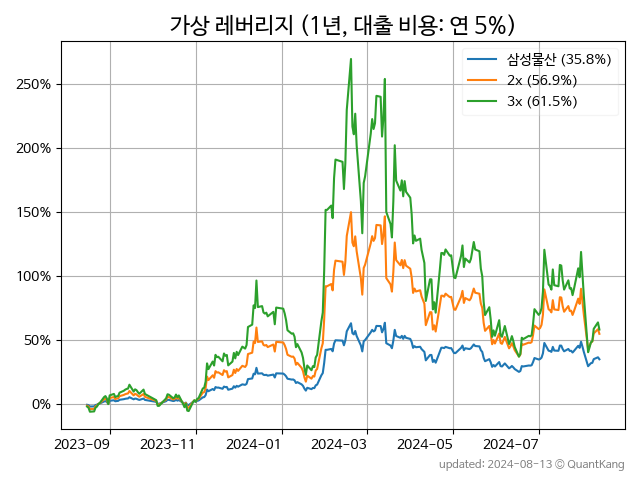 가상 레버리지 (1년, 대출 비용: 연 5%)
삼성물산 (35.8%)
2x (56.9%)
3x (61.5%)
250%
200%
150%
100%
50%
0%
2023-09 2023-11 2024-01 2024-03 2024-05 2024-07
updated: 2024-08-13 © QuantKang